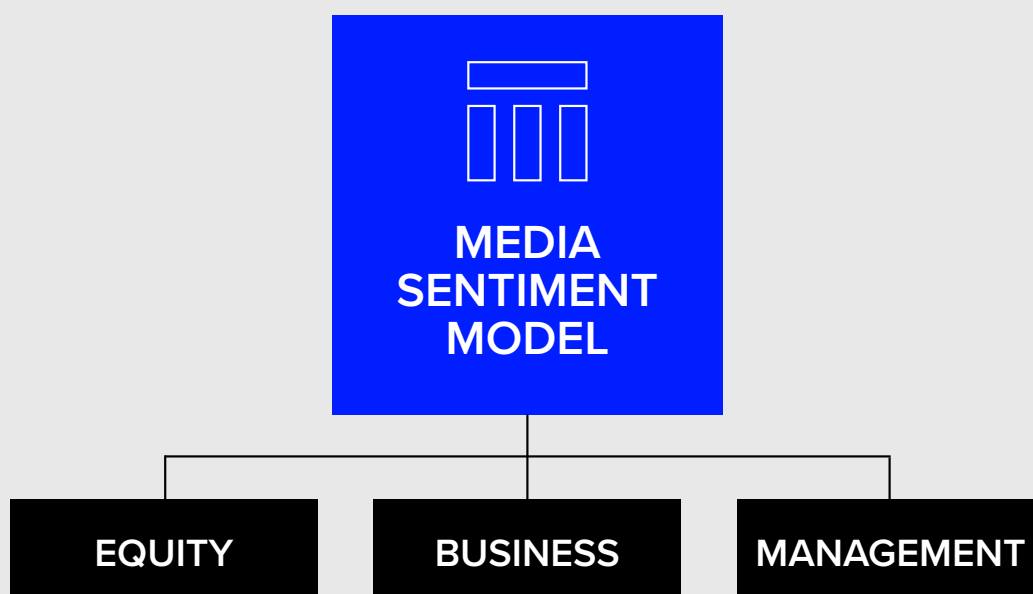 MEDIA
SENTIMENT
MODEL
EQUITY
BUSINESS
MANAGEMENT